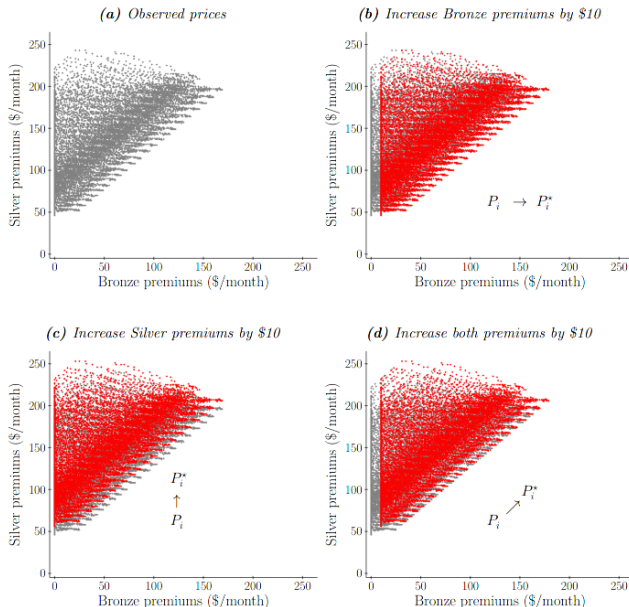 (a) Observed prices
250
200
150
100
50
0
Silver premiums ($/month)
0 50 100 150 200 250
Bronze premiums ($/month)
(b) Increase Bronze premiums by $10
250
200
150
100
50
0
Silver premiums ($/month)
P_i → P_i^⋆
0 50 100 150 200 250
Bronze premiums ($/month)
(c) Increase Silver premiums by $10
250
200
150
100
50
0
Silver premiums ($/month)
P_i^⋆
↑
P_i
0 50 100 150 200 250
Bronze premiums ($/month)
(d) Increase both premiums by $10
250
200
150
100
50
0
Silver premiums ($/month)
P_i^⋆
↗
P_i
0 50 100 150 200 250
Bronze premiums ($/month)